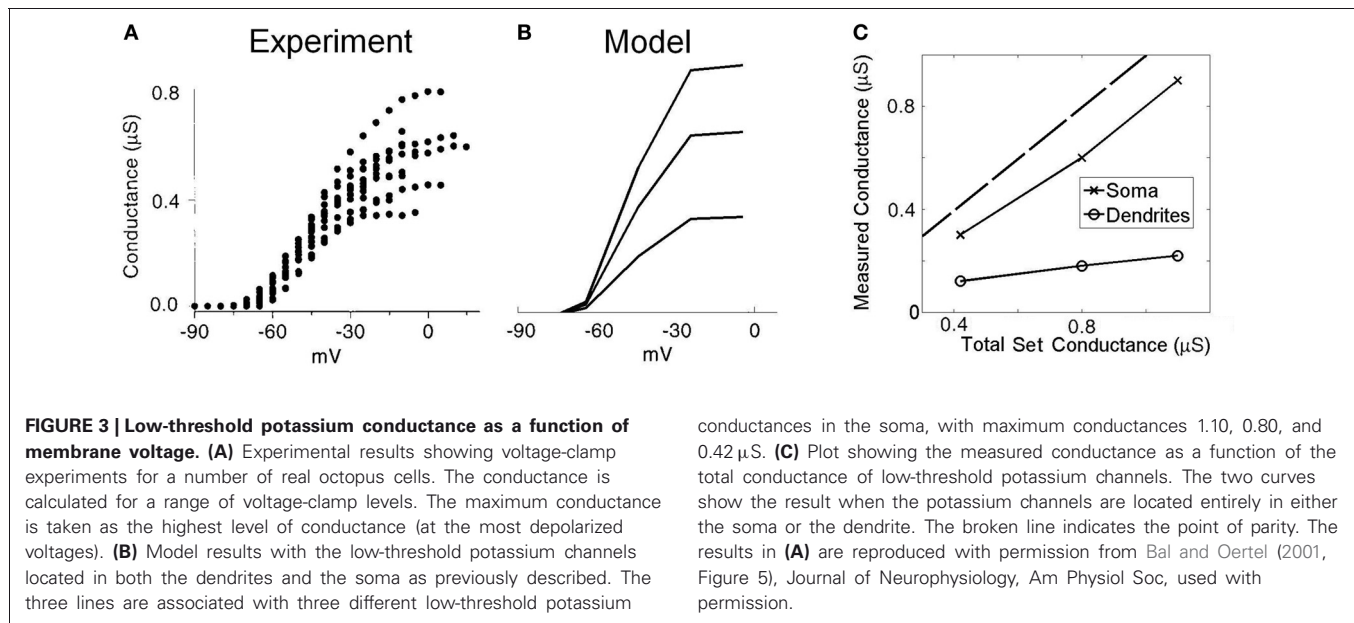 A
Experiment
Conductance (µS)
0.8
0.4
0.0
-90
-60
-30
0
mV
B
Model
-90
-60
-30
0
mV
C
Measured Conductance (µS)
0.8
0.4
0
Soma
Dendrites
0.4
0.8
Total Set Conductance (µS)
FIGURE 3 | Low-threshold potassium conductance as a function of
membrane voltage. (A) Experimental results showing voltage-clamp
experiments for a number of real octopus cells. The conductance is
calculated for a range of voltage-clamp levels. The maximum conductance
is taken as the highest level of conductance (at the most depolarized
voltages). (B) Model results with the low-threshold potassium channels
located in both the dendrites and the soma as previously described. The
three lines are associated with three different low-threshold potassium
conductances in the soma, with maximum conductances 1.10, 0.80, and
0.42 µS. (C) Plot showing the measured conductance as a function of the
total conductance of low-threshold potassium channels. The two curves
show the result when the potassium channels are located entirely in either
the soma or the dendrite. The broken line indicates the point of parity. The
results in (A) are reproduced with permission from Bal and Oertel (2001,
Figure 5), Journal of Neurophysiology, Am Physiol Soc, used with
permission.